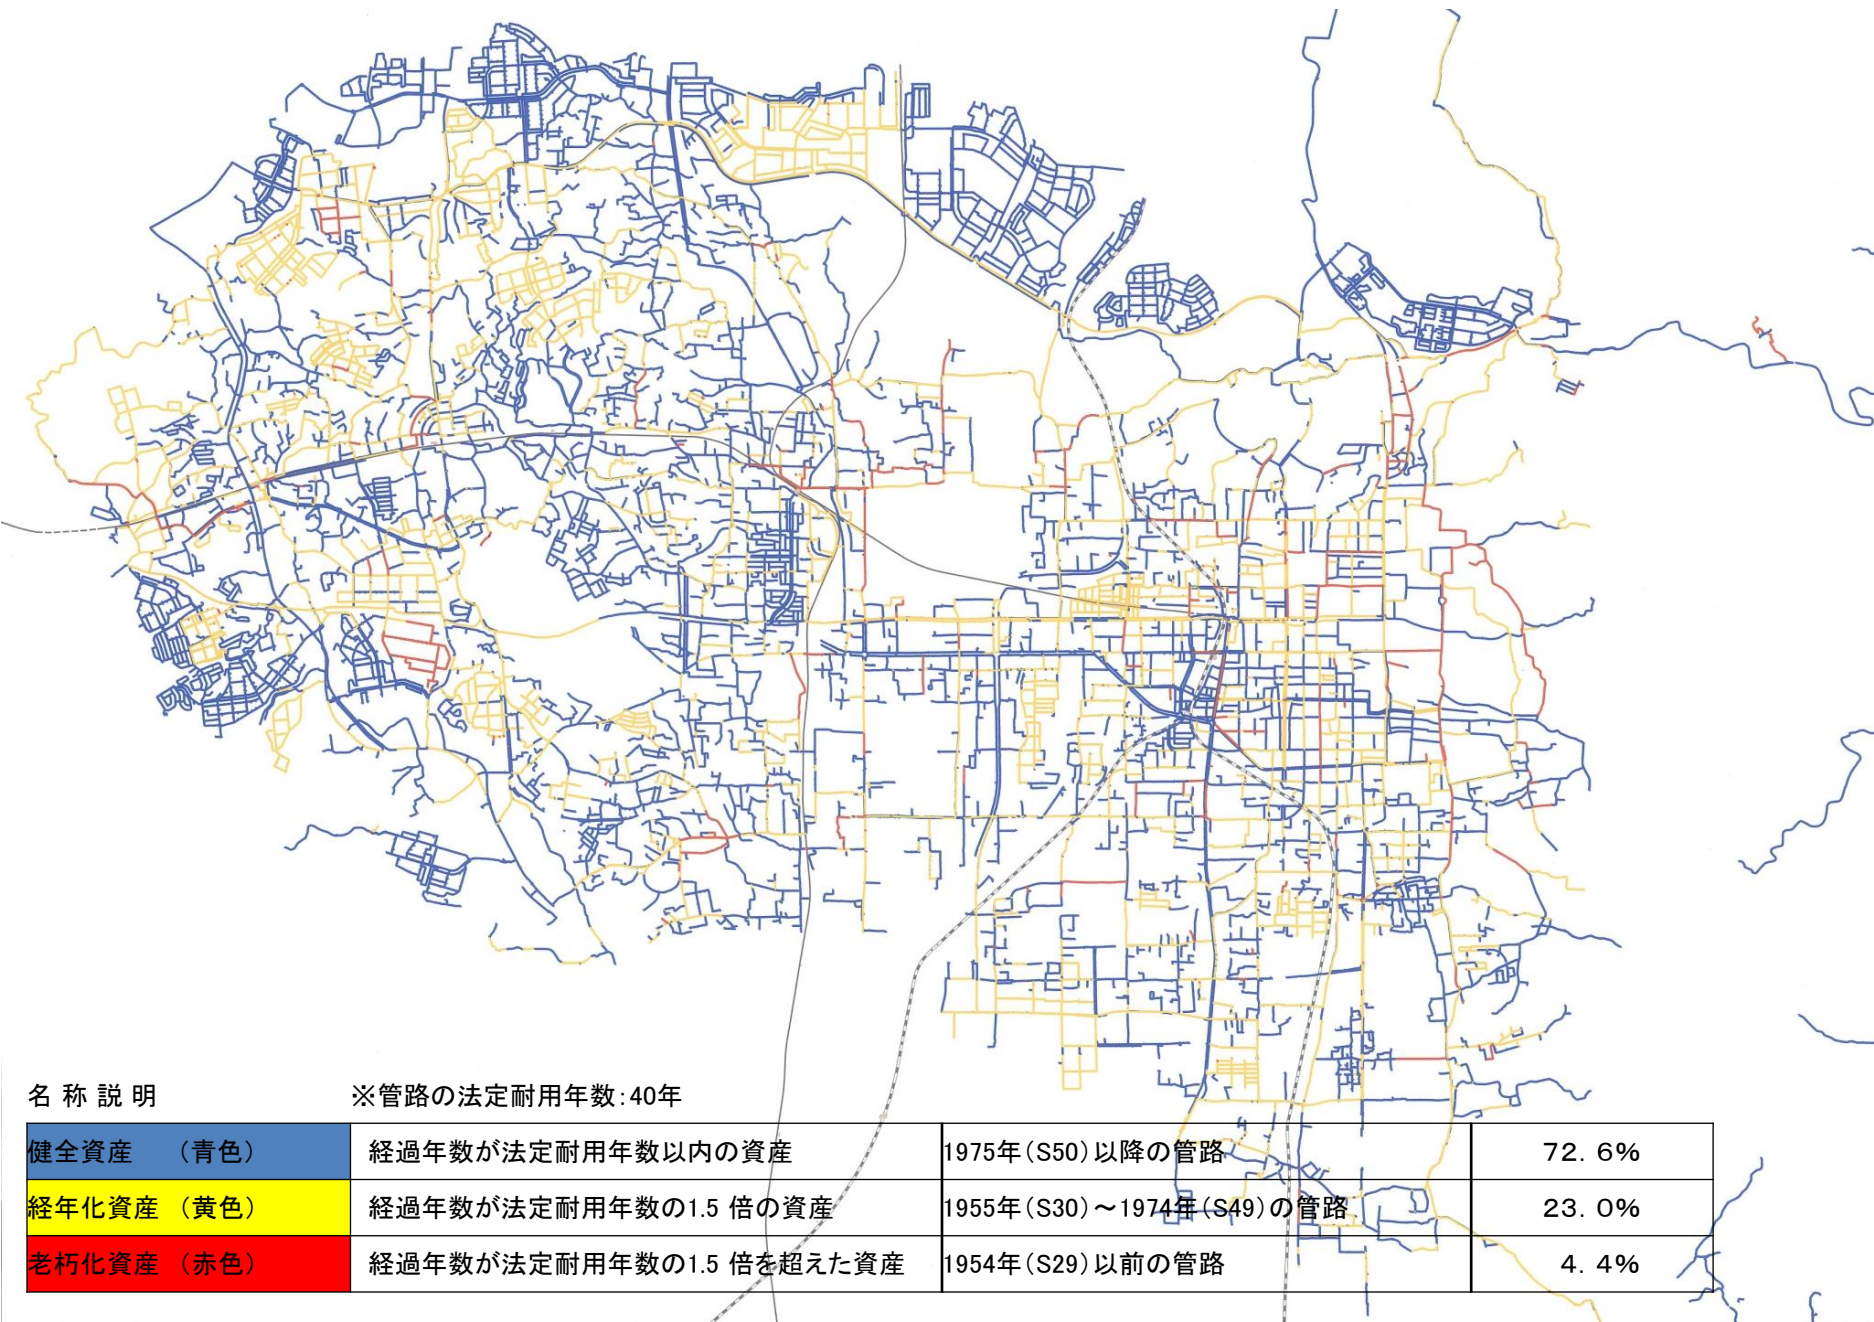 名 称 説 明 ※管路の法定耐用年数:40年
健全資産 （青色） 経過年数が法定耐用年数以内の資産 1975年（S50）以降の管路 72．6%
経年化資産 （黄色） 経過年数が法定耐用年数の1.5 倍の資産 1955年（S30）～1974年（S49）の管路 23．0%
老朽化資産 （赤色） 経過年数が法定耐用年数の1.5 倍を超えた資産 1954年（S29）以前の管路 4．4%